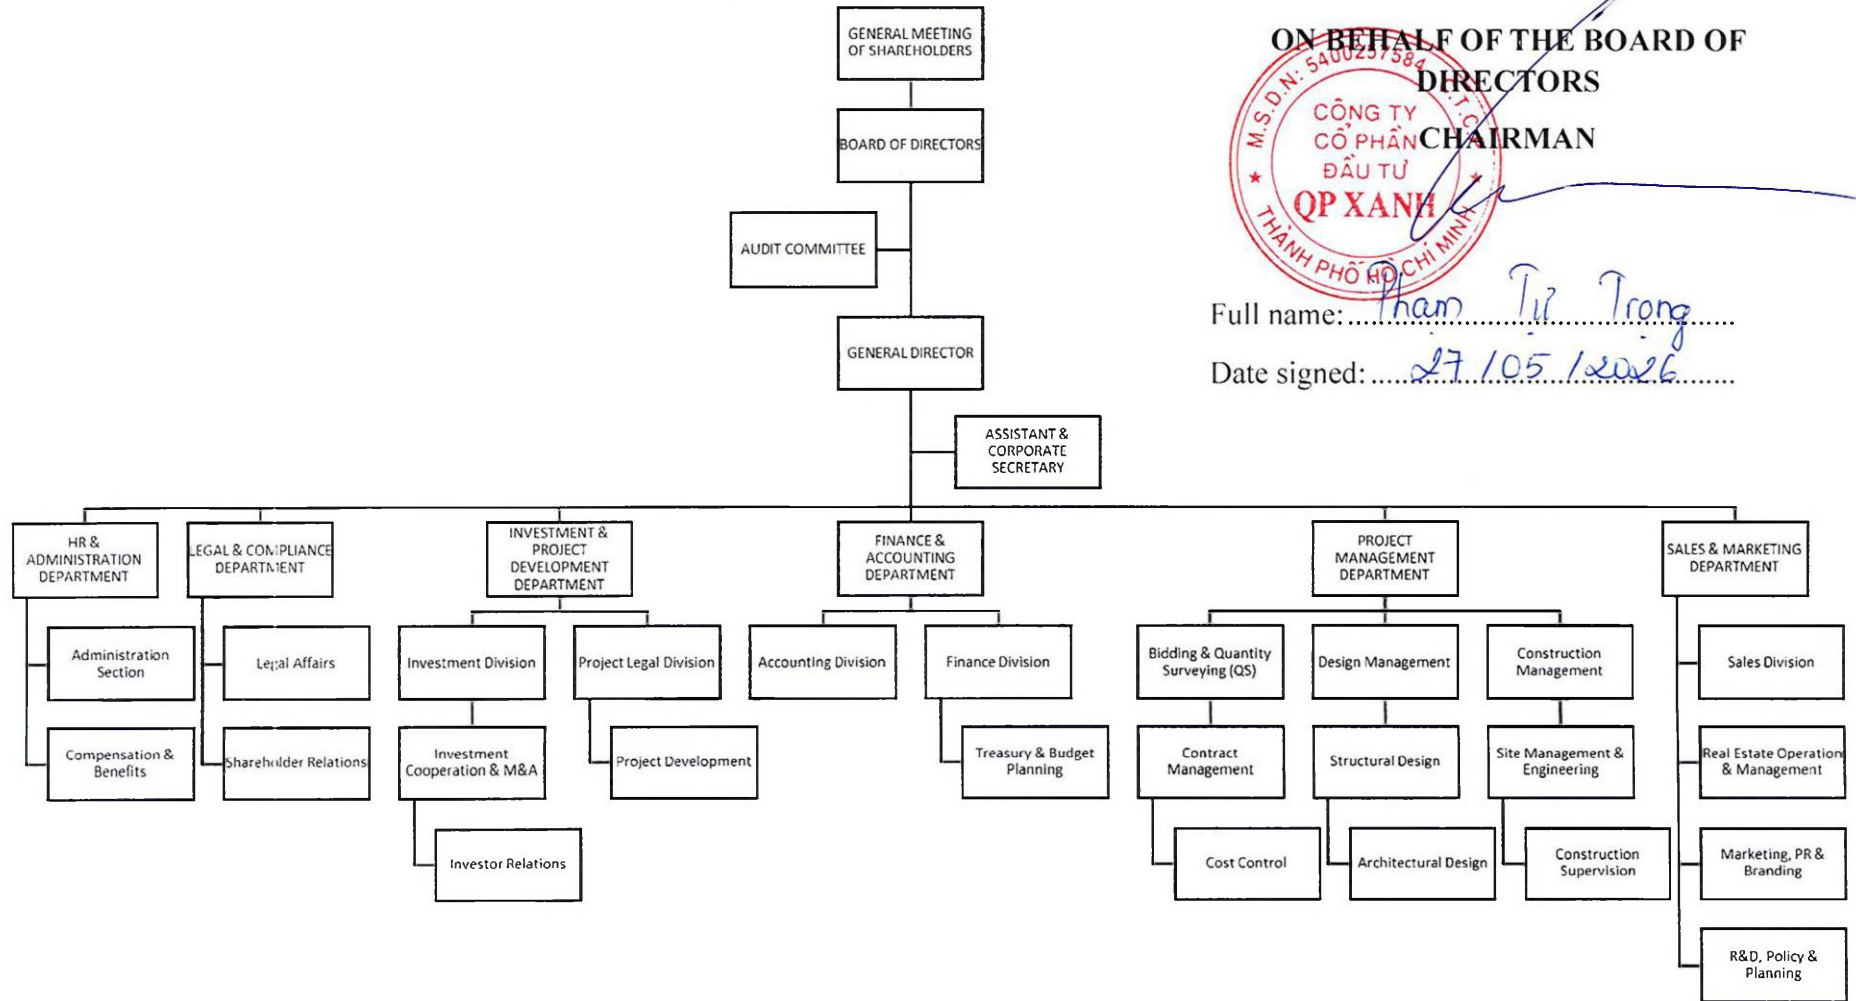 GENERAL MEETING
OF SHAREHOLDERS
BOARD OF DIRECTORS
AUDIT COMMITTEE
GENERAL DIRECTOR
ASSISTANT &
CORPORATE
SECRETARY
ON BEHALF OF THE BOARD OF
DIRECTORS
CHAIRMAN
M.S.D.N: 5400257584
CÔNG TY
CỔ PHẦN
ĐẦU TƯ
QP XANH
THÀNH PHỐ HỒ CHÍ MINH
Full name: Phạm Tự Trọng
Date signed: 27/05/2026
HR &
ADMINISTRATION
DEPARTMENT
LEGAL & COMPLIANCE
DEPARTMENT
INVESTMENT &
PROJECT
DEVELOPMENT
DEPARTMENT
FINANCE &
ACCOUNTING
DEPARTMENT
PROJECT
MANAGEMENT
DEPARTMENT
SALES & MARKETING
DEPARTMENT
Administration
Section
Legal Affairs
Investment Division
Project Legal Division
Accounting Division
Finance Division
Bidding & Quantity
Surveying (QS)
Design Management
Construction
Management
Sales Division
Compensation &
Benefits
Shareholder Relations
Investment
Cooperation & M&A
Project Development
Treasury & Budget
Planning
Contract
Management
Structural Design
Site Management &
Engineering
Real Estate Operation
& Management
Investor Relations
Cost Control
Architectural Design
Construction
Supervision
Marketing, PR &
Branding
R&D, Policy &
Planning